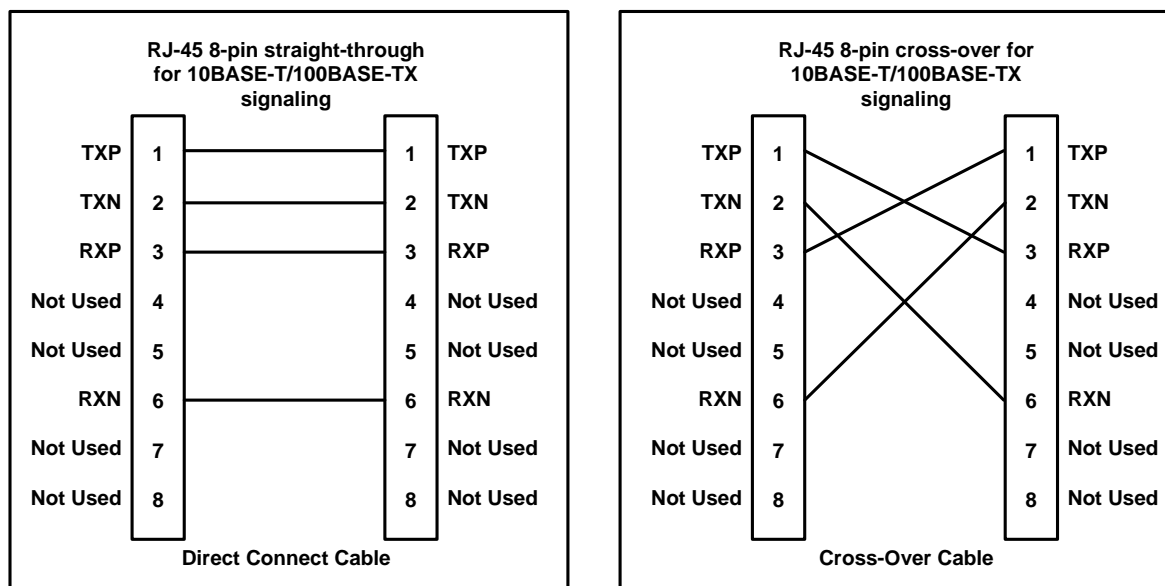 RJ-45 8-pin straight-through
for 10BASE-T/100BASE-TX
signaling
TXP 1 1 TXP
TXN 2 2 TXN
RXP 3 3 RXP
Not Used 4 4 Not Used
Not Used 5 5 Not Used
RXN 6 6 RXN
Not Used 7 7 Not Used
Not Used 8 8 Not Used
Direct Connect Cable
RJ-45 8-pin cross-over for
10BASE-T/100BASE-TX
signaling
TXP 1 1 TXP
TXN 2 2 TXN
RXP 3 3 RXP
Not Used 4 4 Not Used
Not Used 5 5 Not Used
RXN 6 6 RXN
Not Used 7 7 Not Used
Not Used 8 8 Not Used
Cross-Over Cable